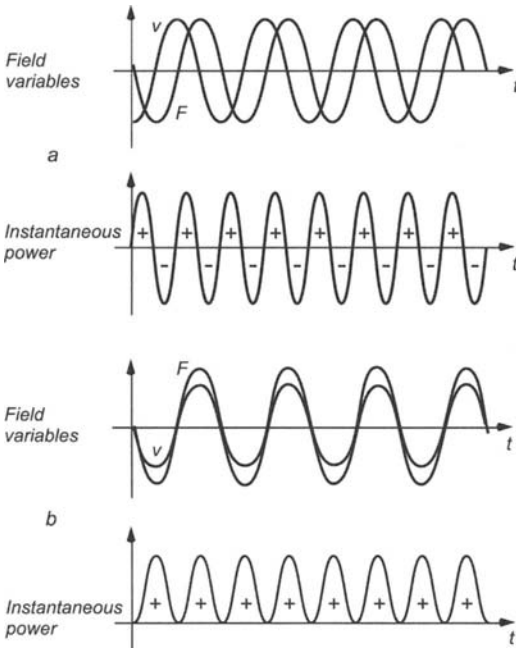 v
Field
variables
t
F
a
Instantaneous
power
+ + + + + + + +
- - - - - - - -
t
F
Field
variables
t
v
b
Instantaneous
power
+ + + + + + + +
t